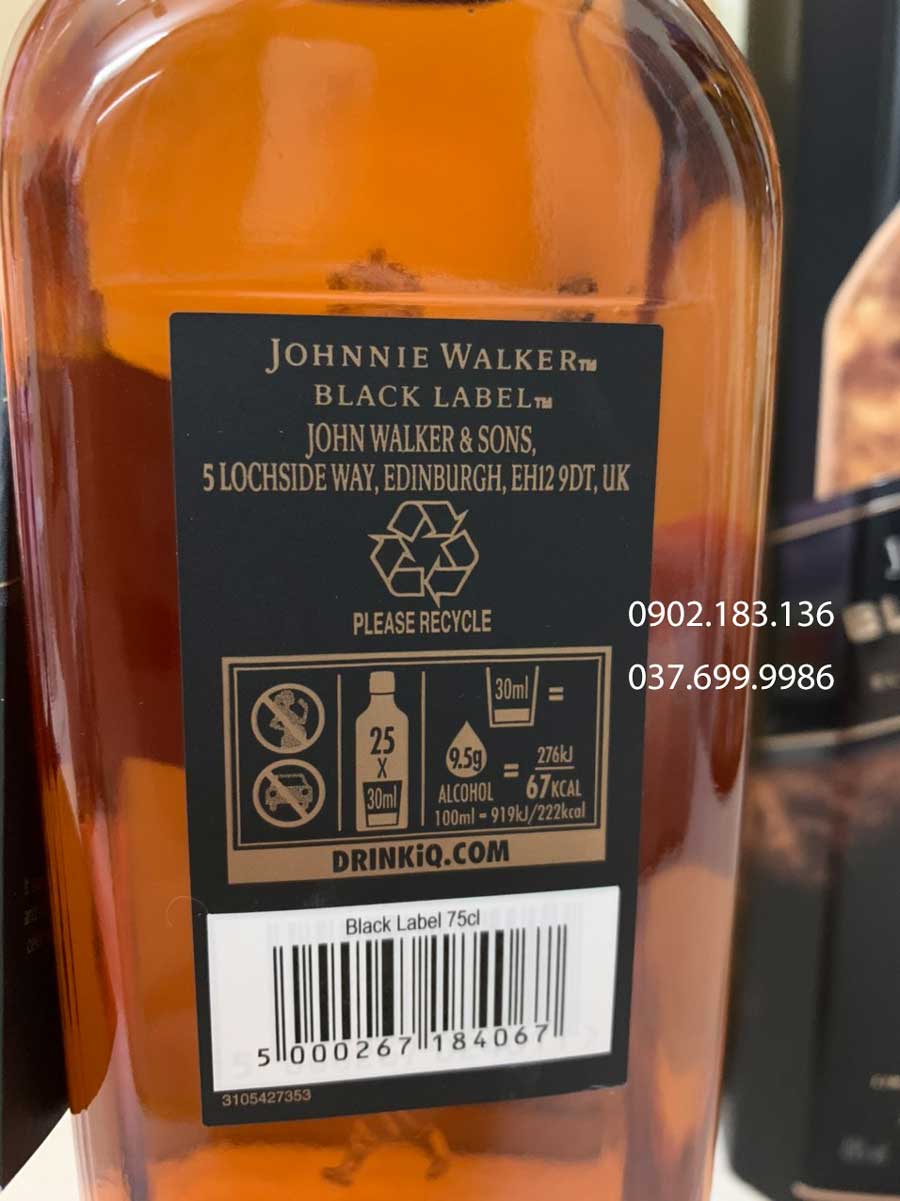 JOHNNIE WALKER™
BLACK LABEL™
JOHN WALKER & SONS,
5 LOCHSIDE WAY, EDINBURGH, EH12 9DT, UK
PLEASE RECYCLE
0902.183.136
037.699.9986
25
X
30ml
30ml =
9.5g
ALCOHOL
=
276kJ
67KCAL
100ml = 919kJ/222kcal
DRINKiQ.COM
Black Label 75cl
5 000267 184067
3105427353